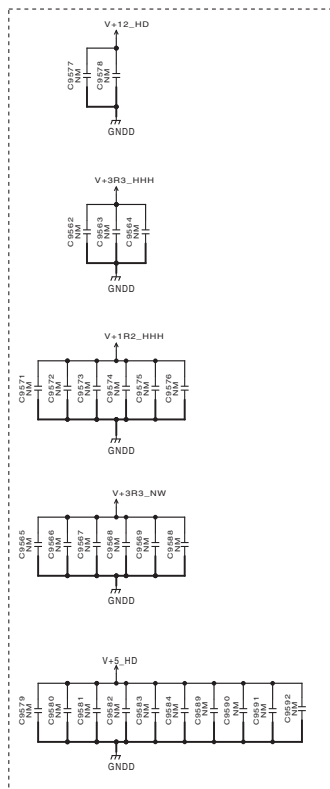 V+12_HD
C9577
NM
C9578
NM
GNDD
V+3R3_HHH
C9562
NM
C9563
NM
C9564
NM
GNDD
V+1R2_HHH
C9571
NM
C9572
NM
C9573
NM
C9574
NM
C9575
NM
C9576
NM
GNDD
V+3R3_NW
C9565
NM
C9566
NM
C9567
NM
C9568
NM
C9569
NM
C9588
NM
GNDD
V+5_HD
C9579
NM
C9580
NM
C9581
NM
C9582
NM
C9583
NM
C9584
NM
C9589
NM
C9590
NM
C9591
NM
C9592
NM
GNDD